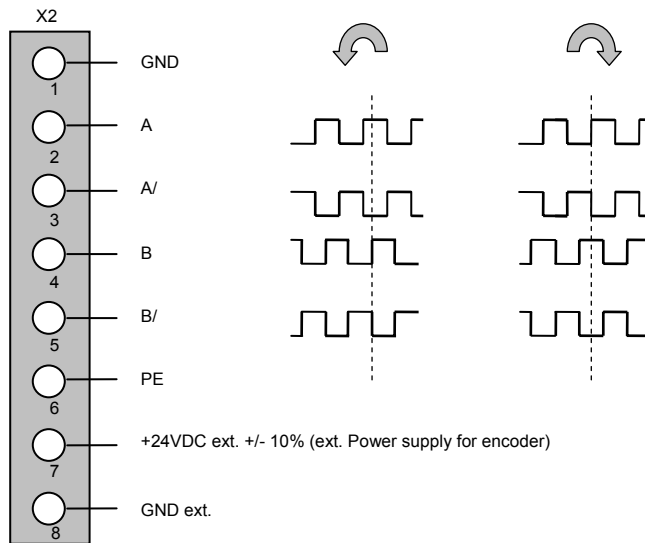 X2
1
GND
2
A
3
A/
4
B
5
B/
6
PE
7
+24VDC ext. +/- 10% (ext. Power supply for encoder)
8
GND ext.